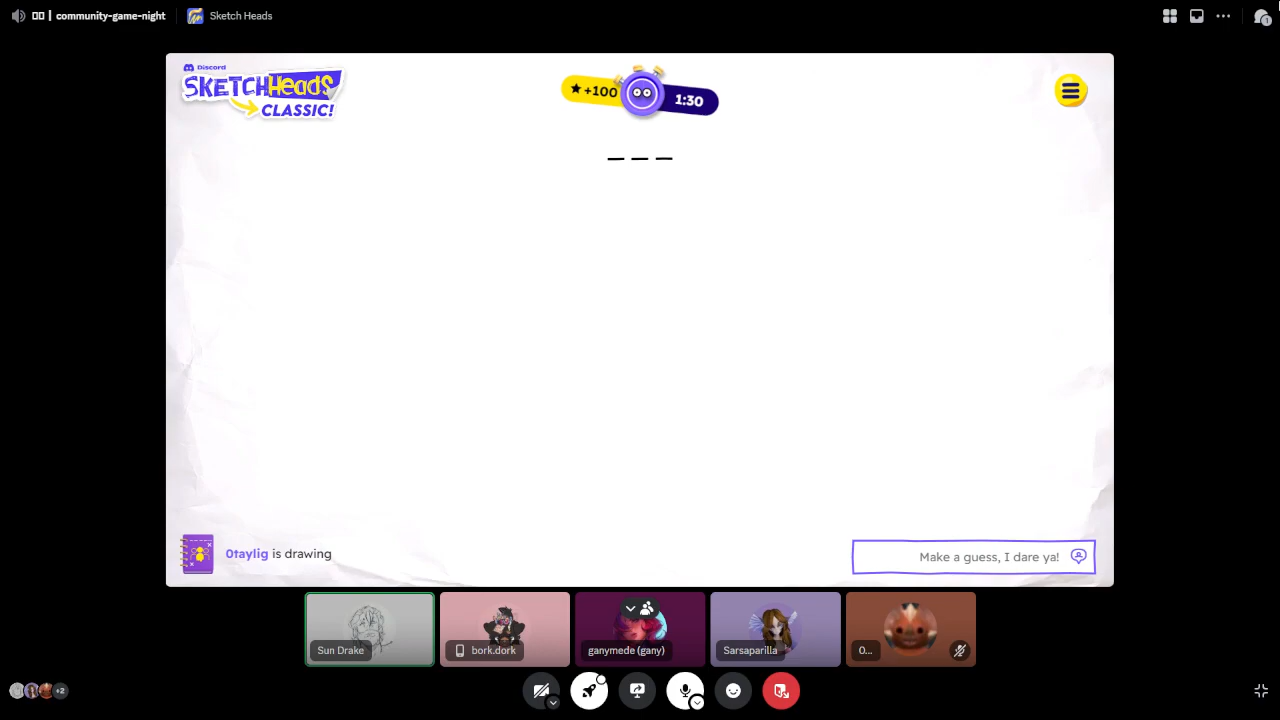 community-game-night
Sketch Heads
1
Discord
SKETCHHeadS
CLASSIC!
+100
1:30
0taylig is drawing
Make a guess, I dare ya!
Sun Drake
bork.dork
ganymede (gany)
Sarsaparilla
0...
+2